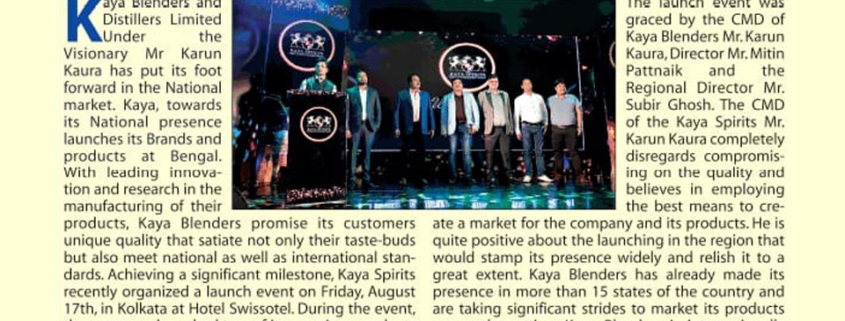 Kaya Blenders and
Distillers Limited
Under the
Visionary Mr Karun
Kaura has put its foot
forward in the National
market. Kaya, towards
its National presence
launches its Brands and
products at Bengal.
With leading innova-
tion and research in the
manufacturing of their
products, Kaya Blenders promise its customers
unique quality that satiate not only their taste-buds
but also meet national as well as international stan-
dards. Achieving a significant milestone, Kaya Spirits
recently organized a launch event on Friday, August
17th, in Kolkata at Hotel Swissotel. During the event,
KAYA SPIRITS
KAYA SPIRITS
The launch event was
graced by the CMD of
Kaya Blenders Mr. Karun
Kaura, Director Mr. Mitin
Pattnaik and the
Regional Director Mr.
Subir Ghosh. The CMD
of the Kaya Spirits Mr.
Karun Kaura completely
disregards compromis-
ing on the quality and
believes in employing
the best means to cre-
ate a market for the company and its products. He is
quite positive about the launching in the region that
would stamp its presence widely and relish it to a
great extent. Kaya Blenders has already made its
presence in more than 15 states of the country and
are taking significant strides to market its products